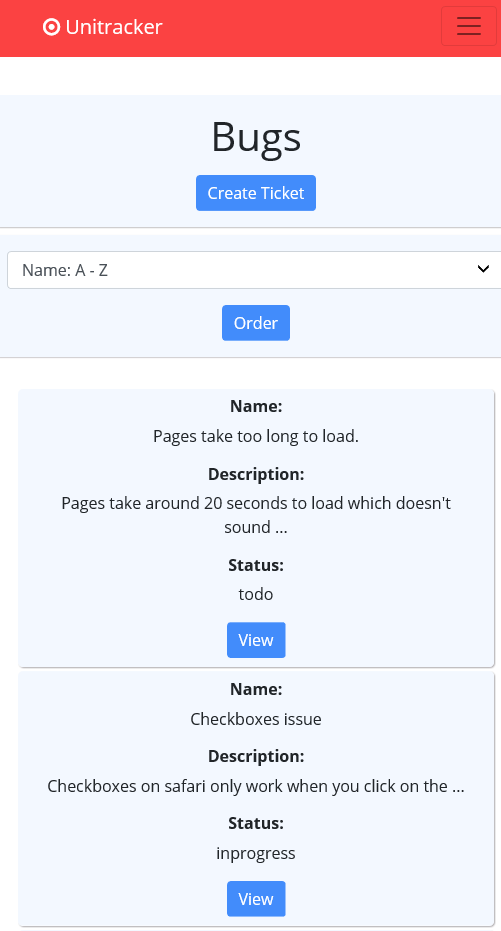 Unitracker
Bugs
Create Ticket
Name: A - Z
Order
Name:
Pages take too long to load.
Description:
Pages take around 20 seconds to load which doesn't
sound ...
Status:
todo
View
Name:
Checkboxes issue
Description:
Checkboxes on safari only work when you click on the ...
Status:
inprogress
View